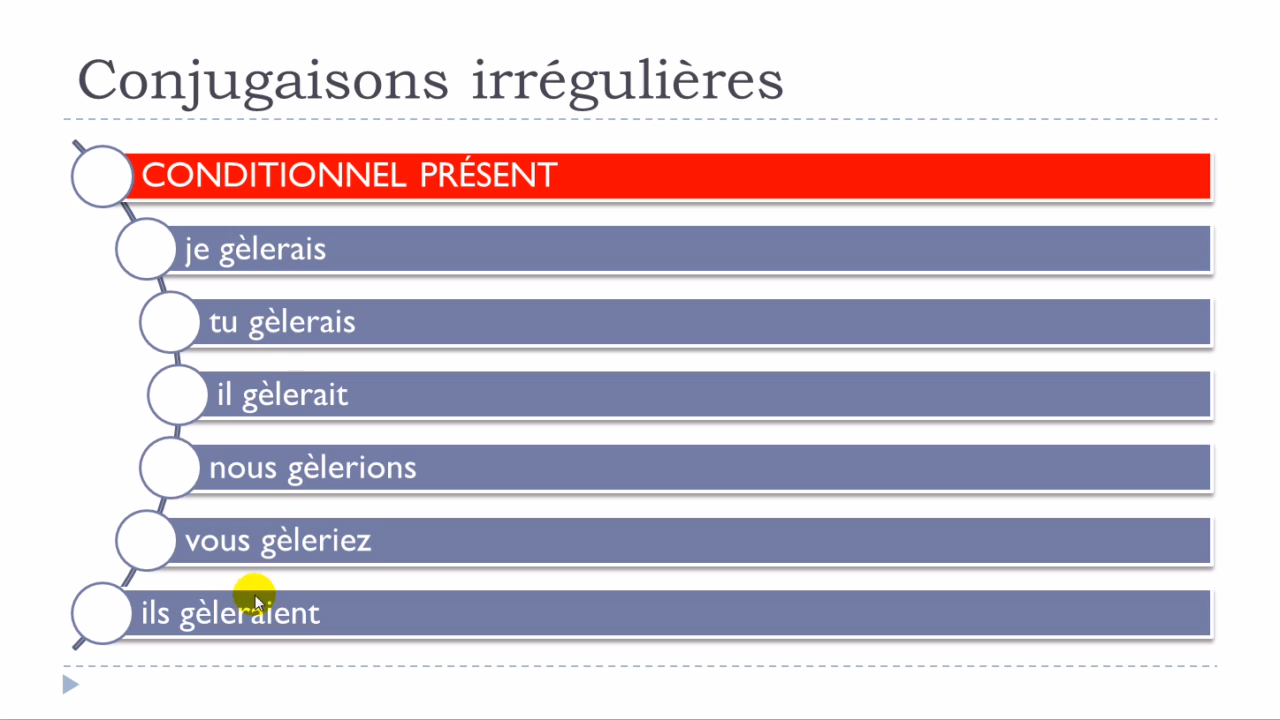 Conjugaisons irrégulières
CONDITIONNEL PRÉSENT
je gèlerais
tu gèlerais
il gèlerait
nous gèlerions
vous gèleriez
ils gèleraient